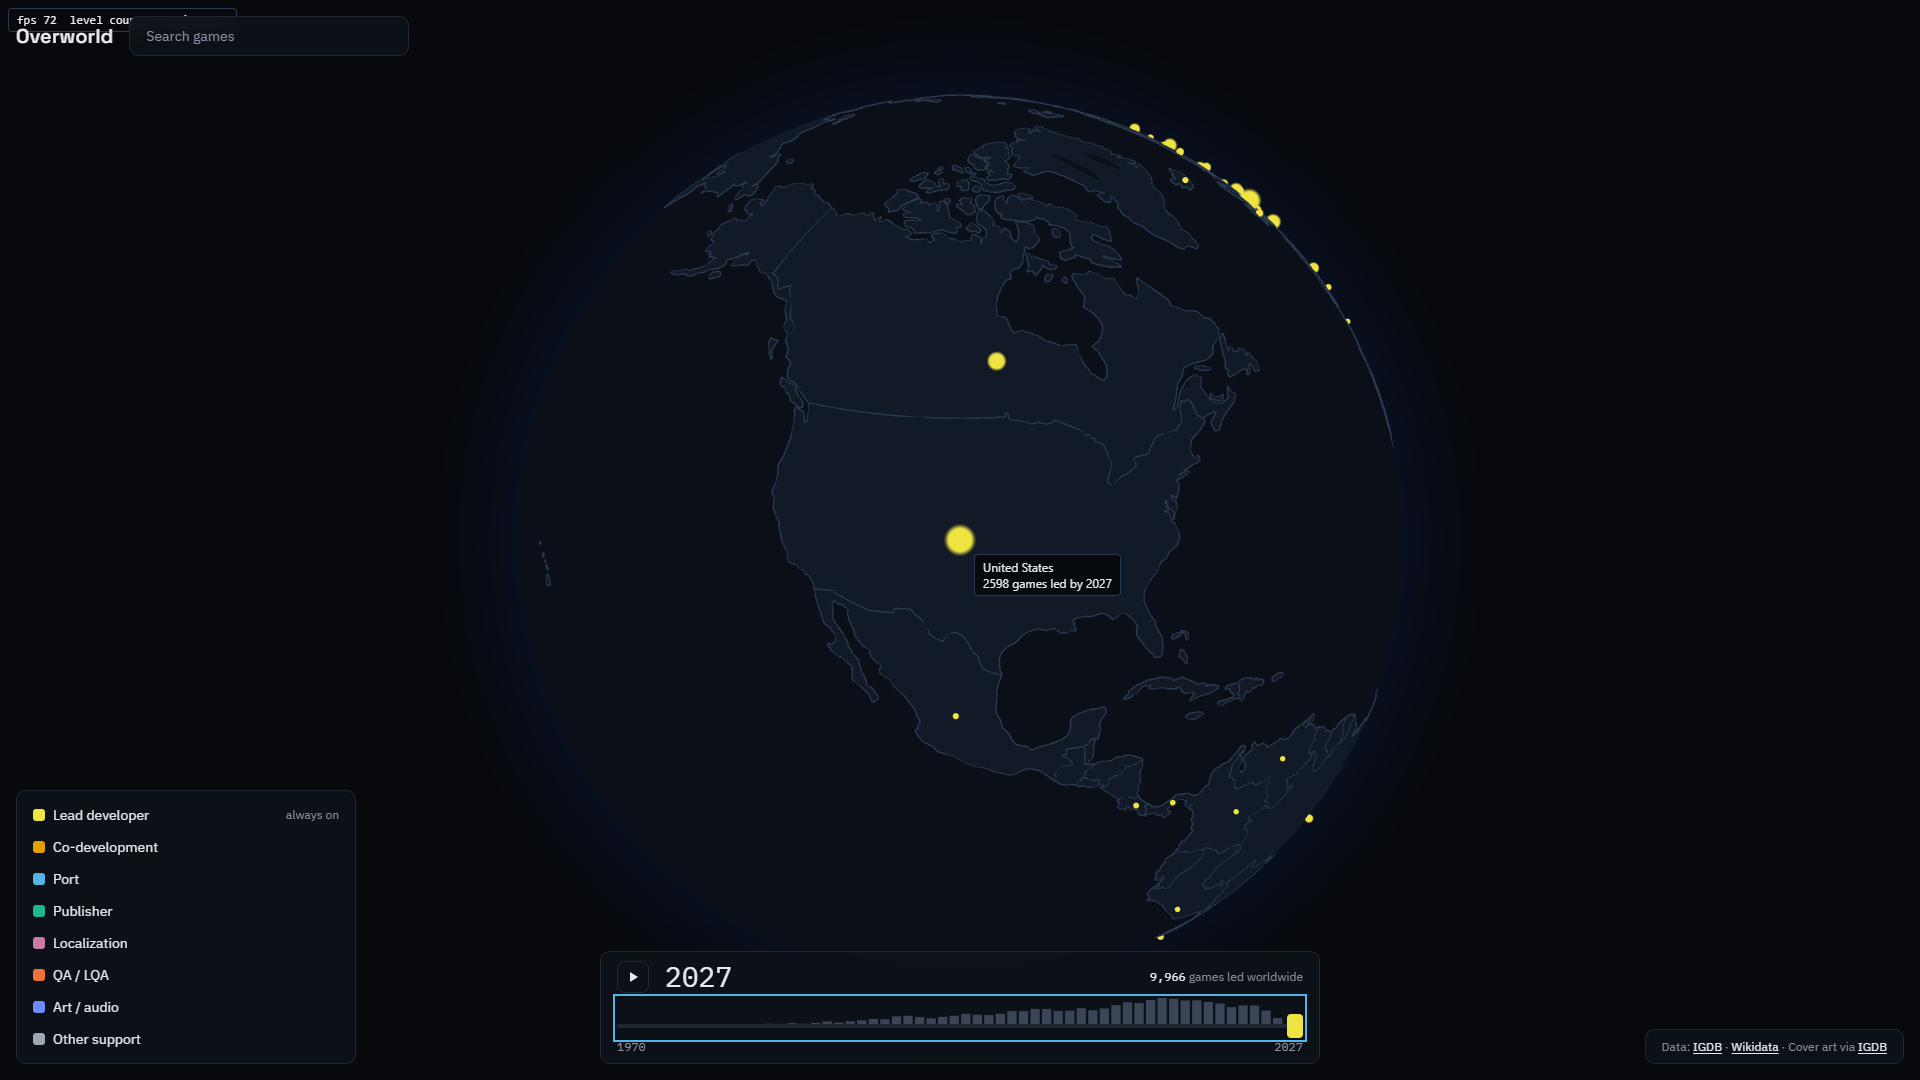 fps 72 level
Overworld
Search games
United States
2598 games led by 2027
Lead developer
always on
Co-development
Port
Publisher
Localization
QA / LQA
Art / audio
Other support
2027
9,966 games led worldwide
1970
2027
Data: IGDB · Wikidata · Cover art via IGDB